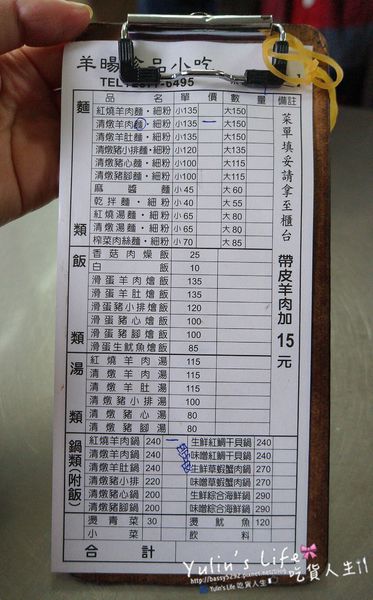 羊暘珍品小吃
TEL: 2571-6495
品名 單價 數量 備註
麵類
紅燒羊肉麵·細粉 小135 大150
清燉羊肉麵·細粉 小135 一 大150
清燉羊肚麵·細粉 小135 大150
清燉豬小排麵·細粉 小120 大135
清燉豬心麵·細粉 小100 大115
清燉豬腳麵·細粉 小100 大115
麻醬麵 小45 大60
乾拌麵·細粉 小40 大55
紅燒湯麵·細粉 小65 大80
清燉湯麵·細粉 小65 大80
榨菜肉絲麵·細粉 小70 大85
飯類
香菇肉燥飯 25
白飯 10
滑蛋羊肉燴飯 135
滑蛋羊肚燴飯 135
滑蛋豬小排燴飯 120
滑蛋豬心燴飯 100
滑蛋豬腳燴飯 100
滑蛋生魷魚燴飯 85
湯類
紅燒羊肉湯 115
清燉羊肉湯 115
清燉羊肚湯 115
清燉豬小排湯 100
清燉豬心湯 80
清燉豬腳湯 80
鍋類(附飯)
紅燒羊肉鍋 240 一 生鮮紅鯛干貝鍋 240
清燉羊肉鍋 240 味噌紅鯛干貝鍋 240
清燉羊肚鍋 240 生鮮草蝦蟹肉鍋 270
清燉豬小排鍋 220 味噌草蝦蟹肉鍋 270
清燉豬心鍋 200 生鮮綜合海鮮鍋 290
清燉豬腳鍋 200 味噌綜合海鮮鍋 290
燙青菜 30 燙魷魚 120
小菜 飲料
合計
菜單填妥請拿至櫃台
帶皮羊肉加15元
Yulin's Life
http://bassy5292.pixnet.net/blog
Yulin's Life 吃貨人生
吃貨人生!!